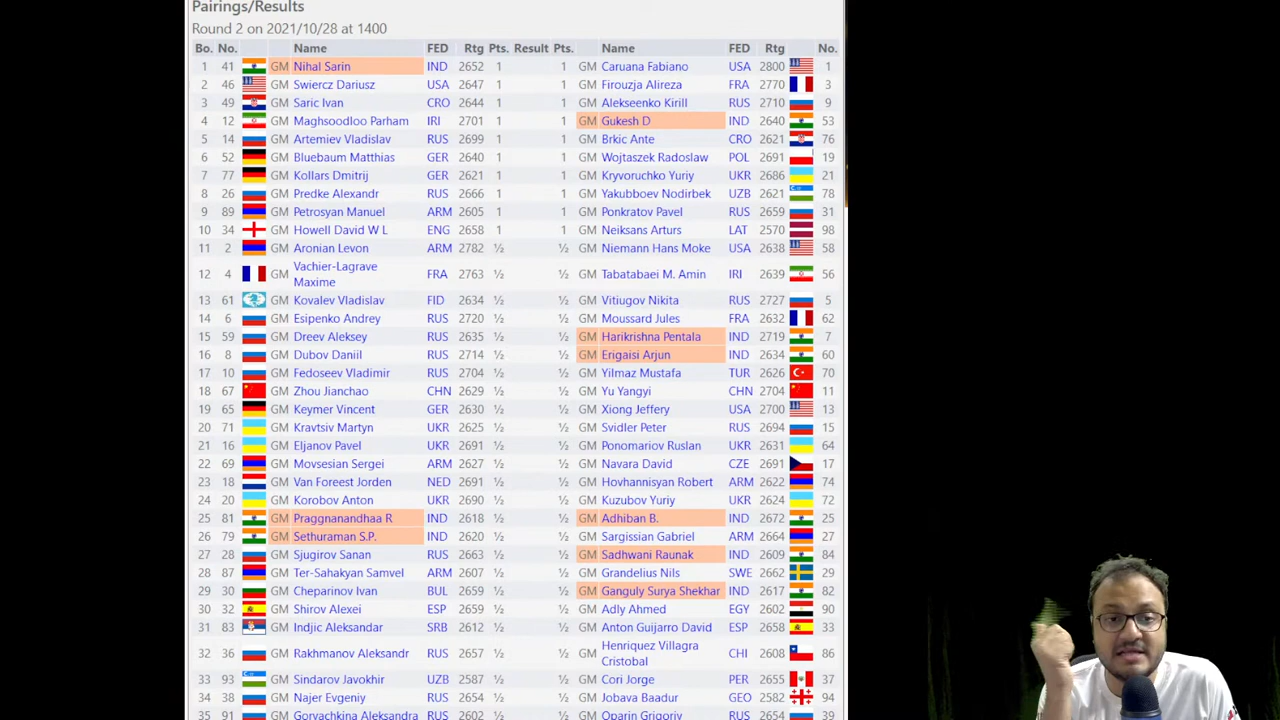 Pairings/Results
Round 2 on 2021/10/28 at 1400
Bo. No. Name FED Rtg Pts. Result Pts. Name FED Rtg No.
1 41 GM Nihal Sarin IND 2652 1 1 GM Caruana Fabiano USA 2800 1
2 46 GM Swiercz Dariusz USA 2647 1 1 GM Firouzja Alireza FRA 2770 3
3 49 GM Saric Ivan CRO 2644 1 1 GM Alekseenko Kirill RUS 2710 9
4 12 GM Maghsoodloo Parham IRI 2701 1 1 GM Gukesh D IND 2640 53
5 14 GM Artemiev Vladislav RUS 2699 1 1 GM Brkic Ante CRO 2642 76
6 52 GM Bluebaum Matthias GER 2640 1 1 GM Wojtaszek Radoslaw POL 2691 19
7 77 GM Kollars Dmitrij GER 2621 1 1 GM Kryvoruchko Yuriy UKR 2686 21
8 26 GM Predke Alexandr RUS 2666 1 1 GM Yakubboev Nodirbek UZB 2621 78
9 89 GM Petrosyan Manuel ARM 2605 1 1 GM Ponkratov Pavel RUS 2659 31
10 34 GM Howell David W L ENG 2658 1 1 GM Neiksans Arturs LAT 2570 98
11 2 GM Aronian Levon ARM 2782 ½ ½ GM Niemann Hans Moke USA 2638 58
12 4 GM Vachier-Lagrave
Maxime FRA 2763 ½ ½ GM Tabatabaei M. Amin IRI 2639 56
13 61 GM Kovalev Vladislav FID 2634 ½ ½ GM Vitiugov Nikita RUS 2727 5
14 6 GM Esipenko Andrey RUS 2720 ½ ½ GM Moussard Jules FRA 2632 62
15 59 GM Dreev Aleksey RUS 2635 ½ ½ GM Harikrishna Pentala IND 2719 7
16 8 GM Dubov Daniil RUS 2714 ½ ½ GM Erigaisi Arjun IND 2634 60
17 10 GM Fedoseev Vladimir RUS 2704 ½ ½ GM Yilmaz Mustafa TUR 2626 70
18 67 GM Zhou Jianchao CHN 2629 ½ ½ GM Yu Yangyi CHN 2704 11
19 65 GM Keymer Vincent GER 2630 ½ ½ GM Xiong Jeffery USA 2700 13
20 71 GM Kravtsiv Martyn UKR 2625 ½ ½ GM Svidler Peter RUS 2694 15
21 16 GM Eljanov Pavel UKR 2691 ½ ½ GM Ponomariov Ruslan UKR 2631 64
22 69 GM Movsesian Sergei ARM 2627 ½ ½ GM Navara David CZE 2691 17
23 18 GM Van Foreest Jorden NED 2691 ½ ½ GM Hovhannisyan Robert ARM 2622 74
24 20 GM Korobov Anton UKR 2690 ½ ½ GM Kuzubov Yuriy UKR 2624 72
25 81 GM Praggnanandhaa R IND 2618 ½ ½ GM Adhiban B. IND 2672 25
26 79 GM Sethuraman S.P. IND 2620 ½ ½ GM Sargissian Gabriel ARM 2664 27
27 28 GM Sjugirov Sanan RUS 2663 ½ ½ GM Sadhwani Raunak IND 2609 84
28 87 GM Ter-Sahakyan Samvel ARM 2607 ½ ½ GM Grandelius Nils SWE 2662 29
29 30 GM Cheparinov Ivan BUL 2659 ½ ½ GM Ganguly Surya Shekhar IND 2617 82
30 32 GM Shirov Alexei ESP 2659 ½ ½ GM Adly Ahmed EGY 2602 90
31 83 GM Indjic Aleksandar SRB 2612 ½ ½ GM Anton Guijarro David ESP 2658 33
32 36 GM Rakhmanov Aleksandr RUS 2657 ½ ½ GM Henriquez Villagra
Cristobal CHI 2608 86
33 93 GM Sindarov Javokhir UZB 2587 ½ ½ GM Cori Jorge PER 2655 37
34 38 GM Najer Evgeniy RUS 2654 ½ ½ GM Jobava Baadur GEO 2582 94
35 91 GM Goryachkina Aleksandra RUS 2602 ½ ½ GM Oparin Grigoriy RUS 2654 39